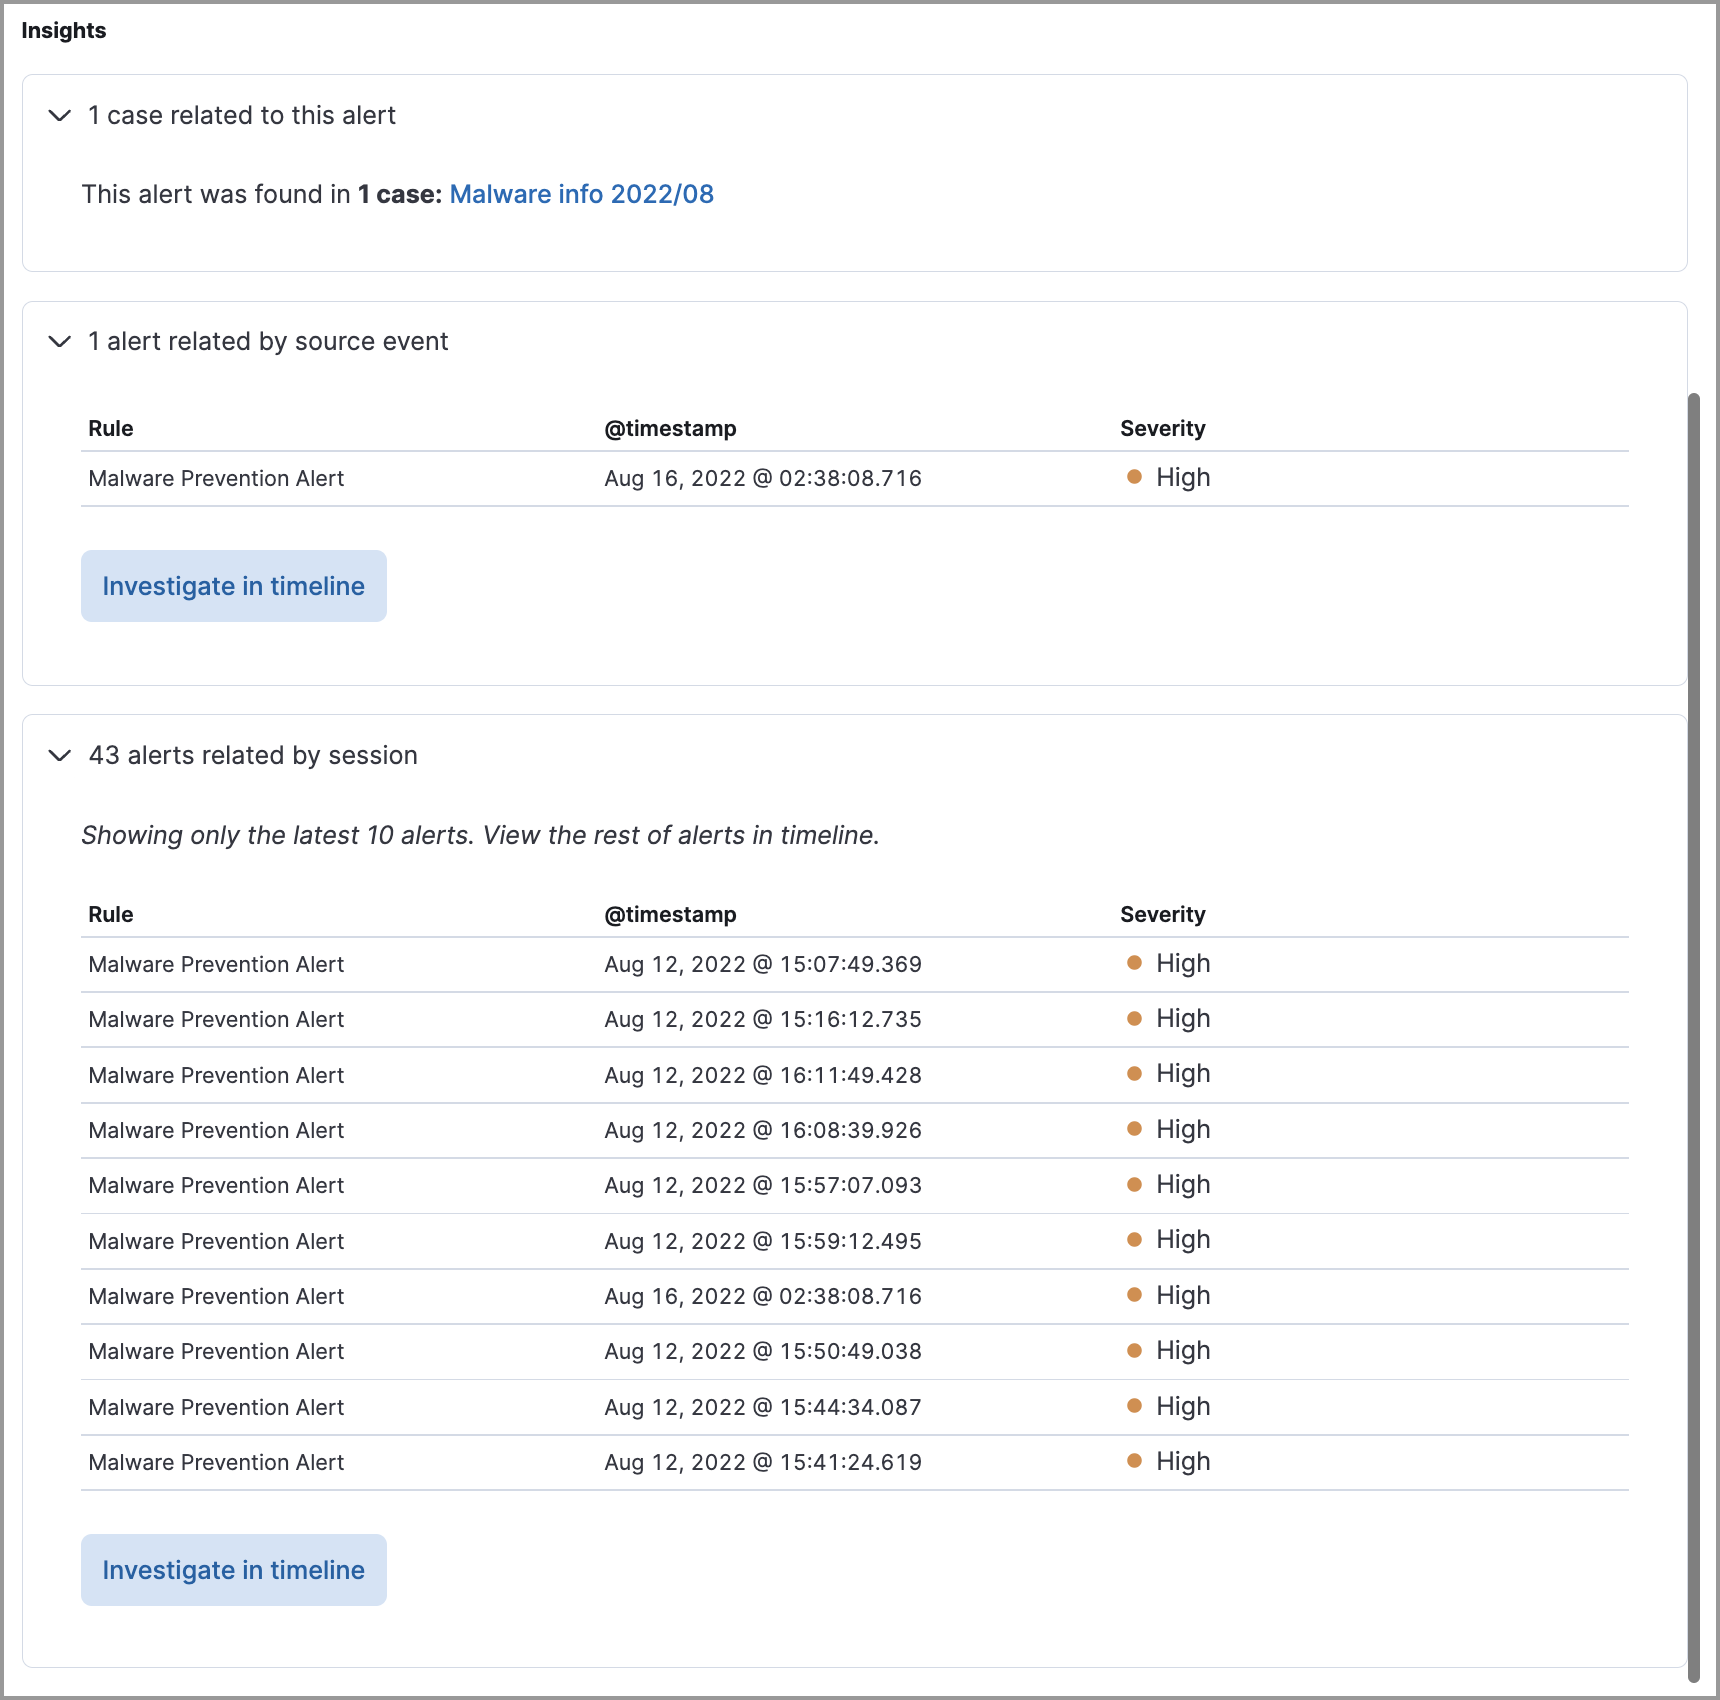 Insights
1 case related to this alert
This alert was found in 1 case: Malware info 2022/08
1 alert related by source event
Rule @timestamp Severity
Malware Prevention Alert Aug 16, 2022 @ 02:38:08.716 High
Investigate in timeline
43 alerts related by session
Showing only the latest 10 alerts. View the rest of alerts in timeline.
Rule @timestamp Severity
Malware Prevention Alert Aug 12, 2022 @ 15:07:49.369 High
Malware Prevention Alert Aug 12, 2022 @ 15:16:12.735 High
Malware Prevention Alert Aug 12, 2022 @ 16:11:49.428 High
Malware Prevention Alert Aug 12, 2022 @ 16:08:39.926 High
Malware Prevention Alert Aug 12, 2022 @ 15:57:07.093 High
Malware Prevention Alert Aug 12, 2022 @ 15:59:12.495 High
Malware Prevention Alert Aug 16, 2022 @ 02:38:08.716 High
Malware Prevention Alert Aug 12, 2022 @ 15:50:49.038 High
Malware Prevention Alert Aug 12, 2022 @ 15:44:34.087 High
Malware Prevention Alert Aug 12, 2022 @ 15:41:24.619 High
Investigate in timeline